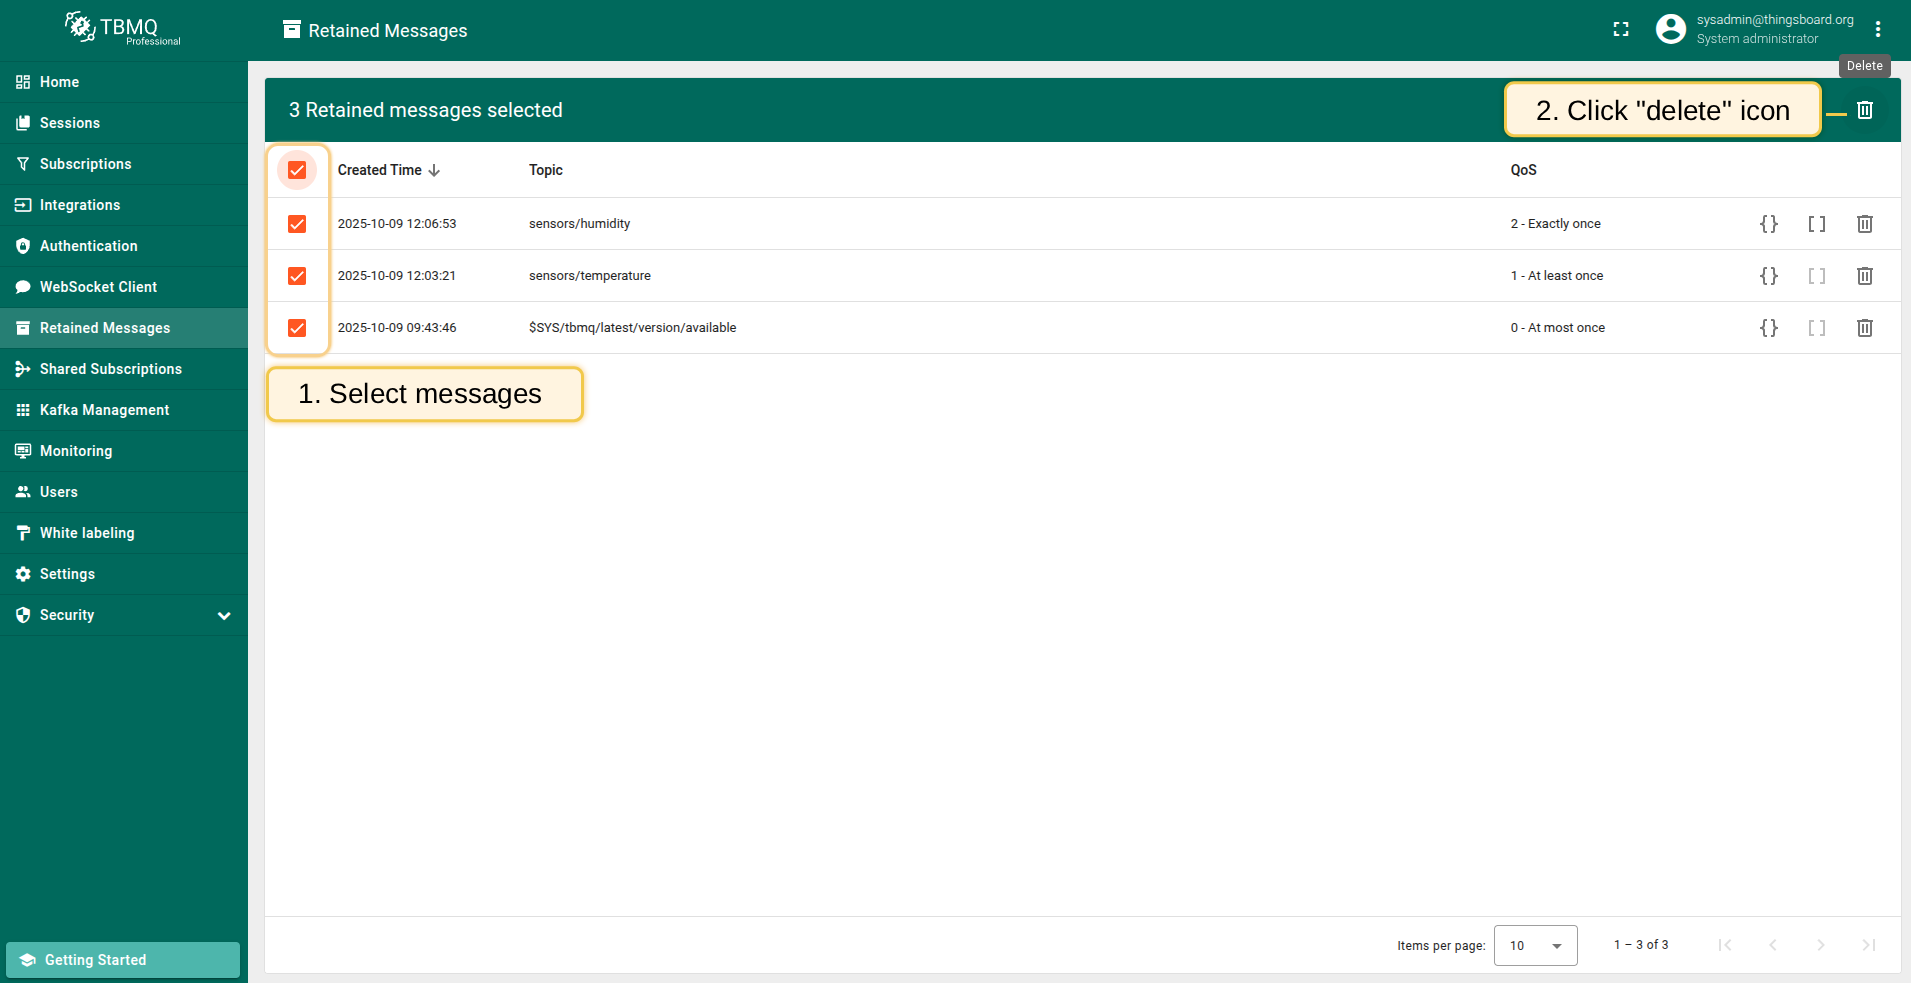 TBMQ
Professional
Retained Messages
sysadmin@thingsboard.org
System administrator
Delete
Home
Sessions
Subscriptions
Integrations
Authentication
WebSocket Client
Retained Messages
Shared Subscriptions
Kafka Management
Monitoring
Users
White labeling
Settings
Security
Getting Started
3 Retained messages selected
2. Click "delete" icon
Created Time Topic QoS
2025-10-09 12:06:53 sensors/humidity 2 - Exactly once
2025-10-09 12:03:21 sensors/temperature 1 - At least once
2025-10-09 09:43:46 $SYS/tbmq/latest/version/available 0 - At most once
1. Select messages
Items per page: 10 1 – 3 of 3